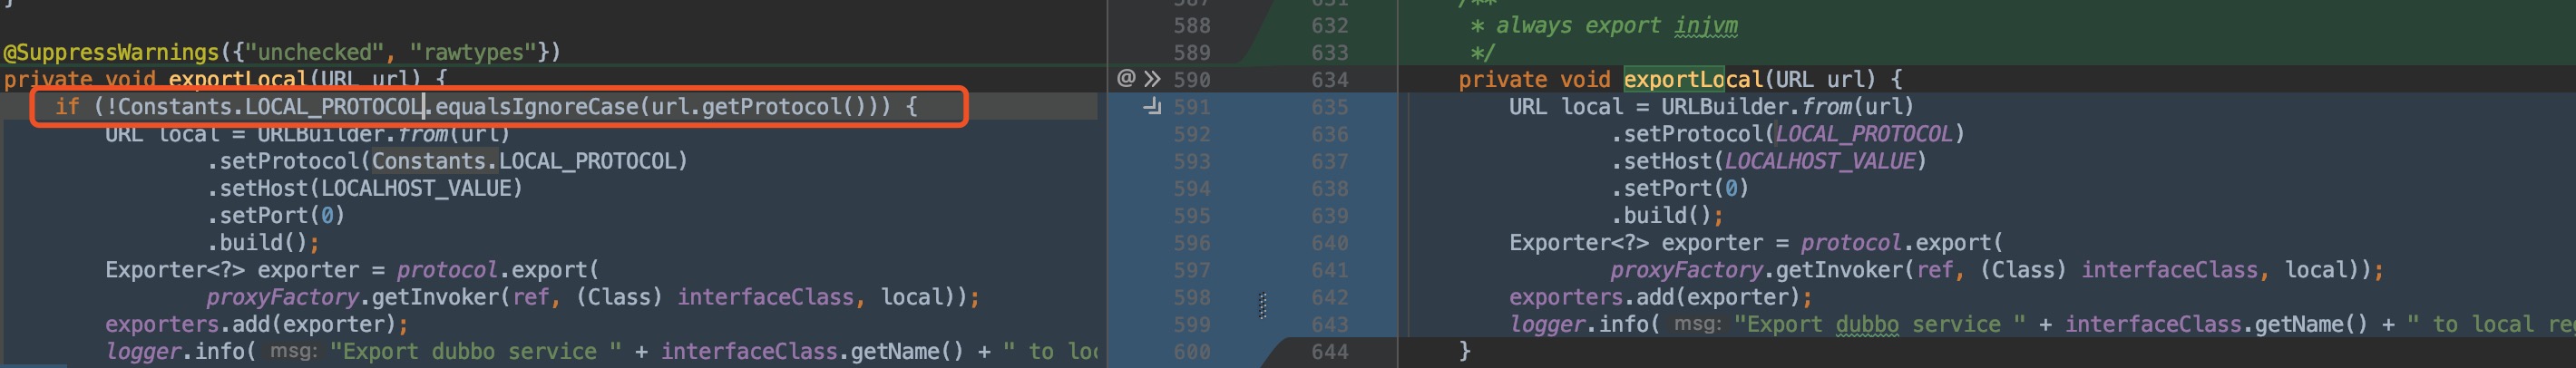 }
@SuppressWarnings({"unchecked", "rawtypes"})
private void exportLocal(URL url) {
if (!Constants.LOCAL_PROTOCOL.equalsIgnoreCase(url.getProtocol())) {
URL local = URLBuilder.from(url)
.setProtocol(Constants.LOCAL_PROTOCOL)
.setHost(LOCALHOST_VALUE)
.setPort(0)
.build();
Exporter<?> exporter = protocol.export(
proxyFactory.getInvoker(ref, (Class) interfaceClass, local));
exporters.add(exporter);
logger.info( msg: "Export dubbo service " + interfaceClass.getName() + " to loc
587 631
588 632
589 633
@ >> 590 634
591 635
592 636
593 637
594 638
595 639
596 640
597 641
598 642
599 643
600 644
/**
* always export injvm
*/
private void exportLocal(URL url) {
URL local = URLBuilder.from(url)
.setProtocol(LOCAL_PROTOCOL)
.setHost(LOCALHOST_VALUE)
.setPort(0)
.build();
Exporter<?> exporter = protocol.export(
proxyFactory.getInvoker(ref, (Class) interfaceClass, local));
exporters.add(exporter);
logger.info( msg: "Export dubbo service " + interfaceClass.getName() + " to local reg
}